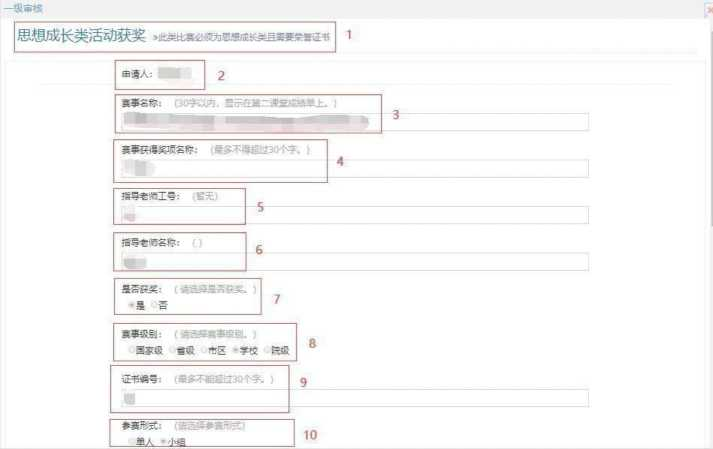 一级审核
思想成长类活动获奖 >此类比赛必须为思想成长类且需要荣誉证书 1
申请人： 2
赛事名称： （30字以内，显示在第二课堂成绩单上。） 3
赛事获得奖项名称： （最多不得超过30个字。） 4
指导老师工号： （暂无） 5
指导老师名称： （ ） 6
是否获奖： （ 请选择是否获奖。） 7
是 否
赛事级别： （ 请选择赛事级别。） 8
国家级 省级 市区 学校 院级
证书编号： （最多不能超过30个字。） 9
参赛形式： （请选择参赛形式） 10
单人 小组